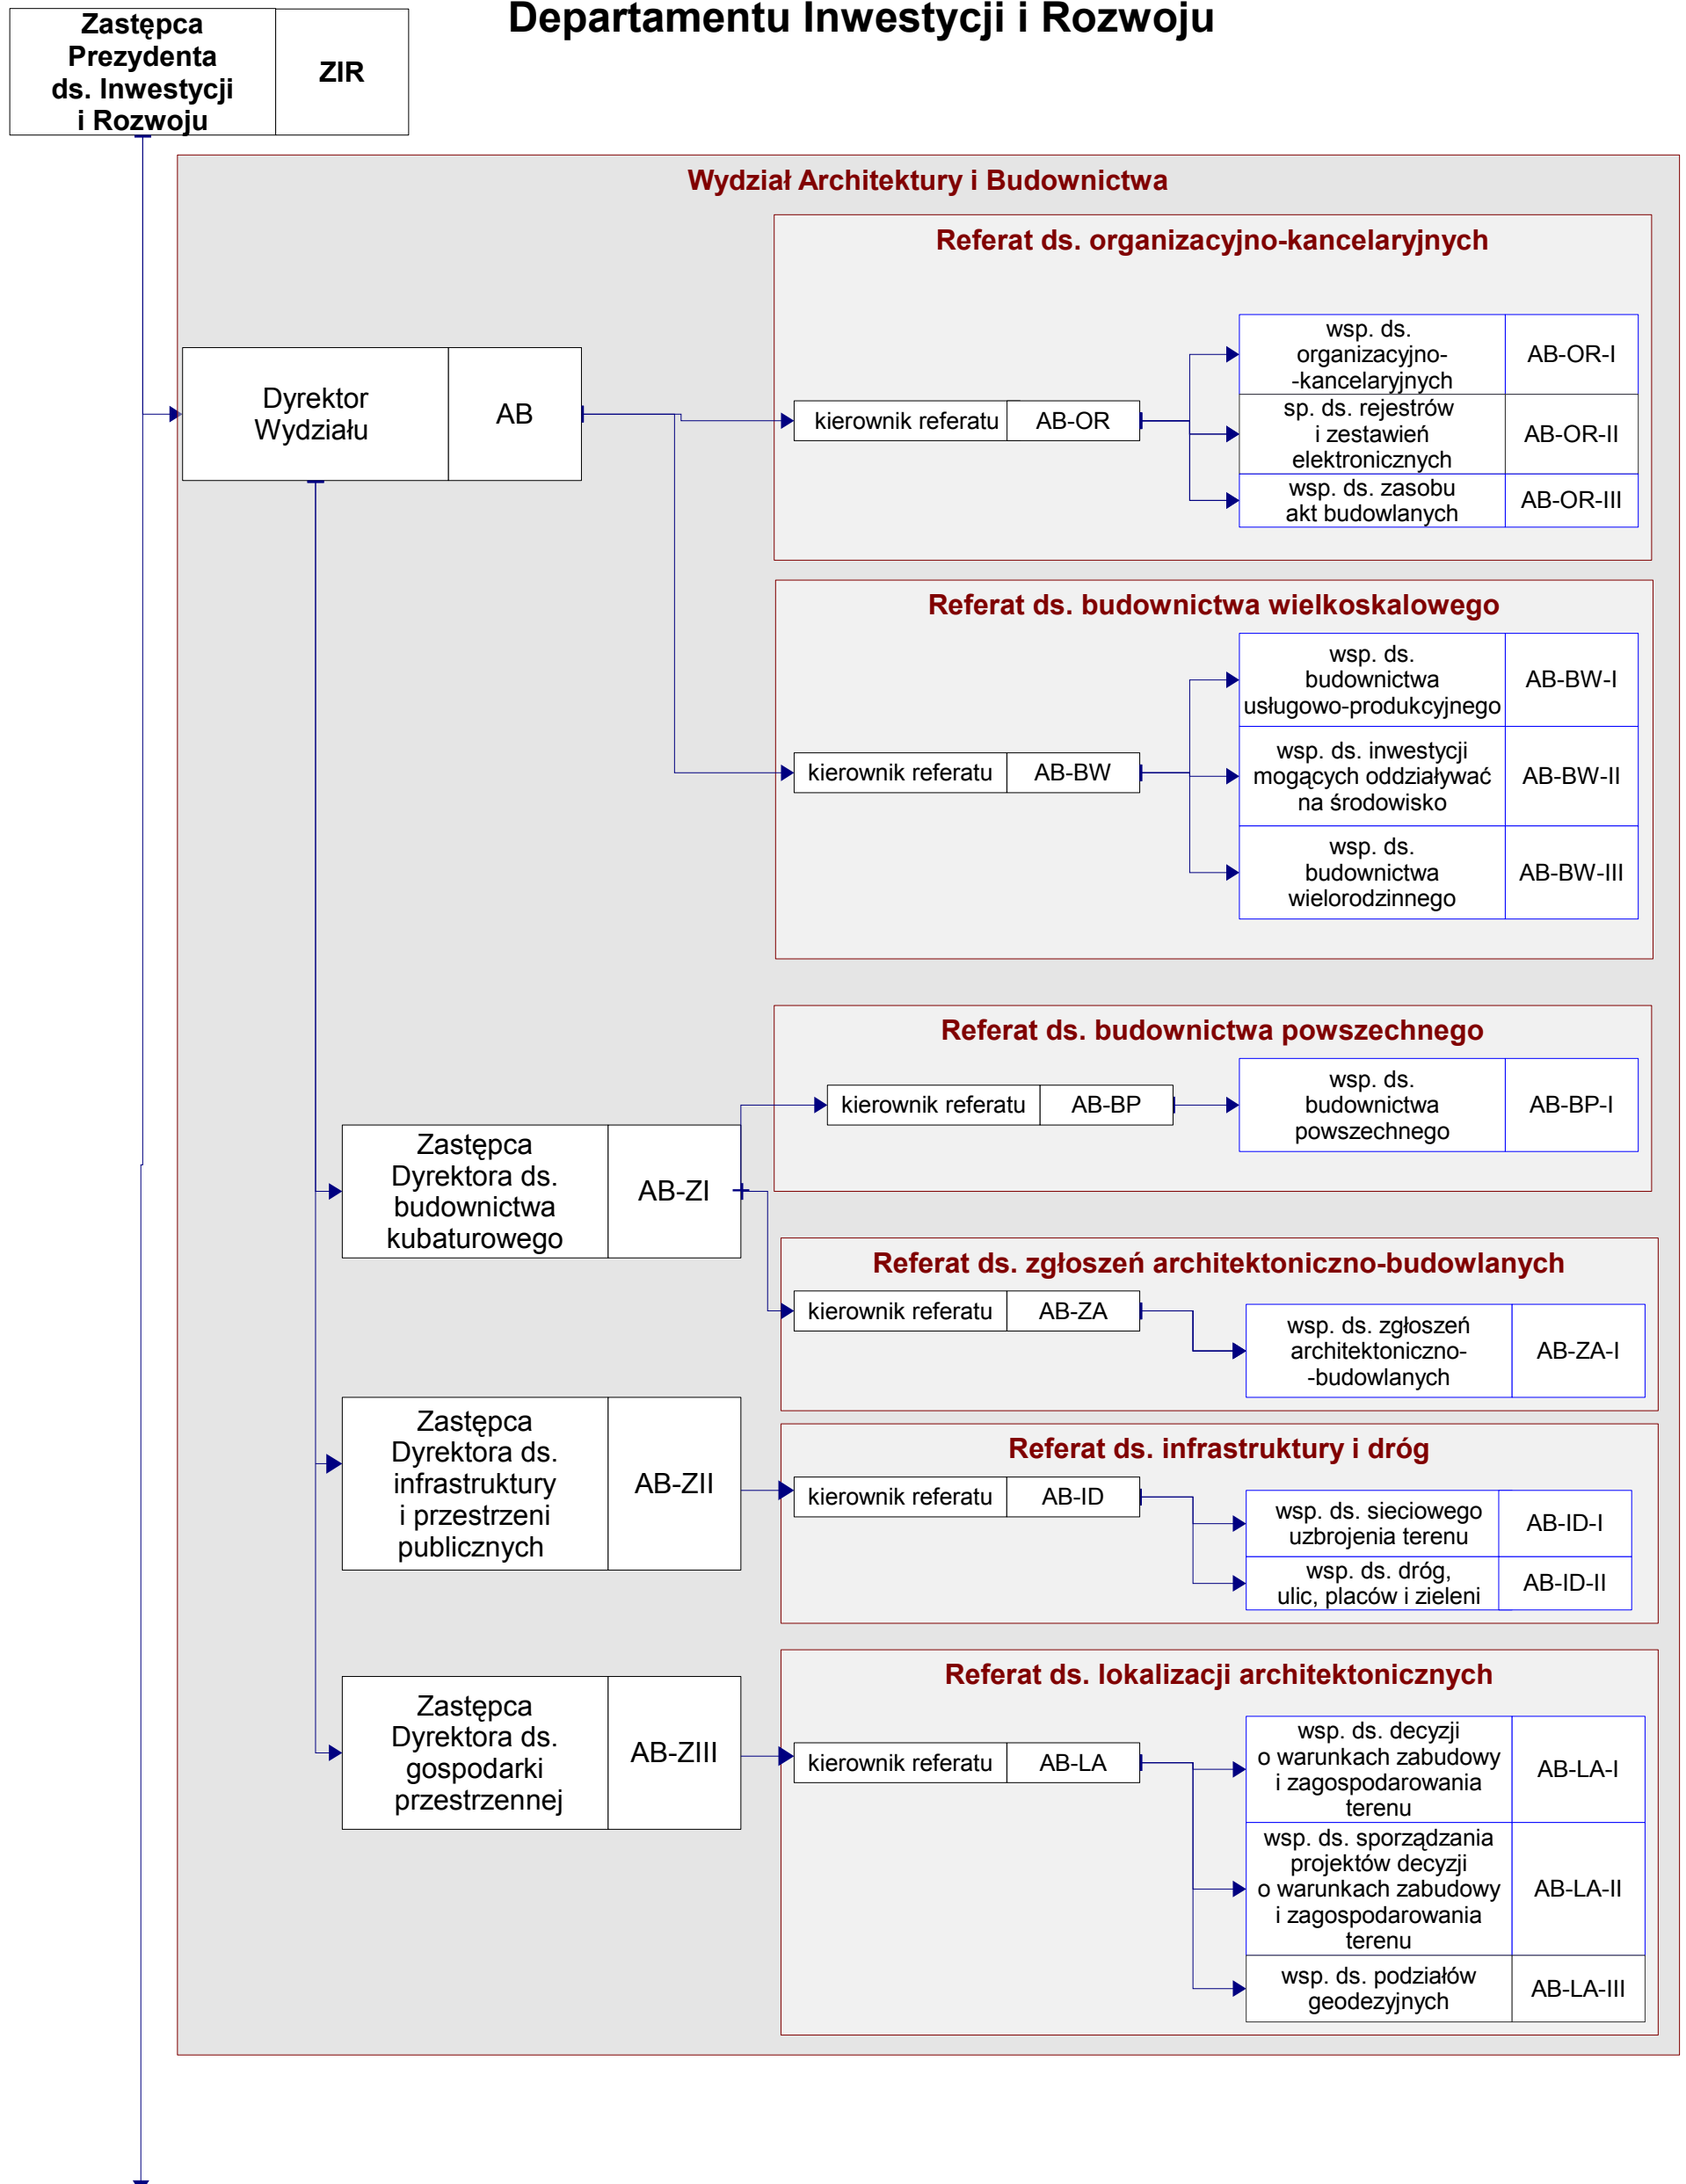 Departamentu Inwestycji i Rozwoju
Zastępca
Prezydenta
ds. Inwestycji
i Rozwoju
ZIR
Wydział Architektury i Budownictwa
Referat ds. organizacyjno-kancelaryjnych
Dyrektor
Wydziału
AB
kierownik referatu
AB-OR
wsp. ds.
organizacyjno-
-kancelaryjnych
AB-OR-I
sp. ds. rejestrów
i zestawień
elektronicznych
AB-OR-II
wsp. ds. zasobu
akt budowlanych
AB-OR-III
Referat ds. budownictwa wielkoskalowego
kierownik referatu
AB-BW
wsp. ds.
budownictwa
usługowo-produkcyjnego
AB-BW-I
wsp. ds. inwestycji
mogących oddziaływać
na środowisko
AB-BW-II
wsp. ds.
budownictwa
wielorodzinnego
AB-BW-III
Zastępca
Dyrektora ds.
budownictwa
kubaturowego
AB-ZI
Referat ds. budownictwa powszechnego
kierownik referatu
AB-BP
wsp. ds.
budownictwa
powszechnego
AB-BP-I
Referat ds. zgłoszeń architektoniczno-budowlanych
kierownik referatu
AB-ZA
wsp. ds. zgłoszeń
architektoniczno-
-budowlanych
AB-ZA-I
Zastępca
Dyrektora ds.
infrastruktury
i przestrzeni
publicznych
AB-ZII
Referat ds. infrastruktury i dróg
kierownik referatu
AB-ID
wsp. ds. sieciowego
uzbrojenia terenu
AB-ID-I
wsp. ds. dróg,
ulic, placów i zieleni
AB-ID-II
Zastępca
Dyrektora ds.
gospodarki
przestrzennej
AB-ZIII
Referat ds. lokalizacji architektonicznych
kierownik referatu
AB-LA
wsp. ds. decyzji
o warunkach zabudowy
i zagospodarowania
terenu
AB-LA-I
wsp. ds. sporządzania
projektów decyzji
o warunkach zabudowy
i zagospodarowania
terenu
AB-LA-II
wsp. ds. podziałów
geodezyjnych
AB-LA-III